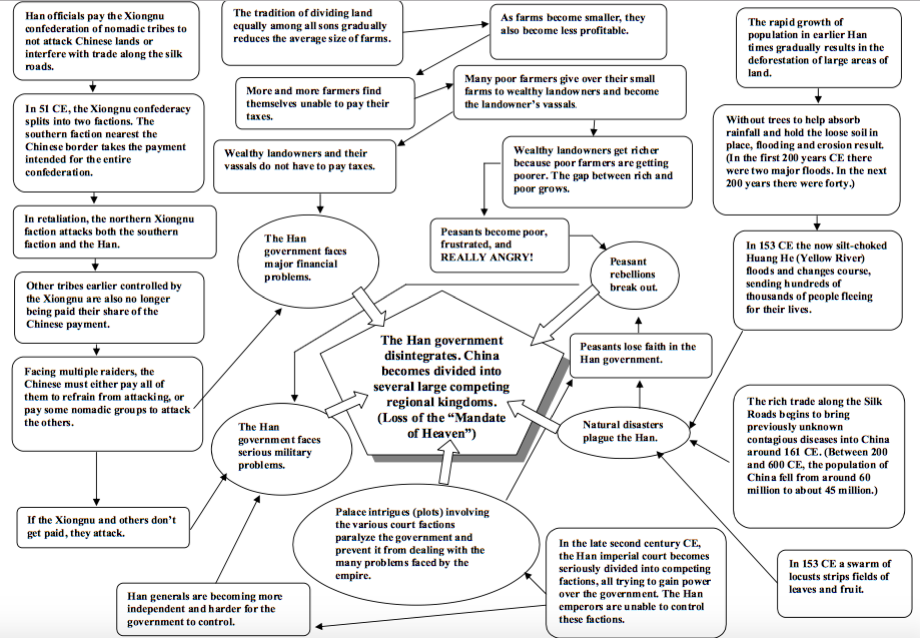 Han officials pay the Xiongnu
confederation of nomadic tribes to
not attack Chinese lands or
interfere with trade along the silk
roads.
In 51 CE, the Xiongnu confederacy
splits into two factions. The
southern faction nearest the
Chinese border takes the payment
intended for the entire
confederation.
In retaliation, the northern Xiongnu
faction attacks both the southern
faction and the Han.
Other tribes earlier controlled by
the Xiongnu are also no longer
being paid their share of the
Chinese payment.
Facing multiple raiders, the
Chinese must either pay all of
them to refrain from attacking, or
pay some nomadic groups to attack
the others.
If the Xiongnu and others don't
get paid, they attack.
The tradition of dividing land
equally among all sons gradually
reduces the average size of farms.
As farms become smaller, they
also become less profitable.
More and more farmers find
themselves unable to pay their
taxes.
Many poor farmers give over their small
farms to wealthy landowners and become
the landowner's vassals.
Wealthy landowners and their
vassals do not have to pay taxes.
Wealthy landowners get richer
because poor farmers are getting
poorer. The gap between rich and
poor grows.
Peasants become poor,
frustrated, and
REALLY ANGRY!
The Han
government faces
major financial
problems.
Peasant
rebellions
break out.
Peasants lose faith in the
Han government.
The Han government
disintegrates. China
becomes divided into
several large competing
regional kingdoms.
(Loss of the "Mandate
of Heaven")
The Han
government faces
serious military
problems.
Natural disasters
plague the Han.
Palace intrigues (plots) involving
the various court factions
paralyze the government and
prevent it from dealing with the
many problems faced by the
empire.
Han generals are becoming more
independent and harder for the
government to control.
In the late second century CE,
the Han imperial court becomes
seriously divided into competing
factions, all trying to gain power
over the government. The Han
emperors are unable to control
these factions.
The rapid growth of
population in earlier Han
times gradually results in the
deforestation of large areas of
land.
Without trees to help absorb
rainfall and hold the loose soil in
place, flooding and erosion result.
(In the first 200 years CE there
were two major floods. In the next
200 years there were forty.)
In 153 CE the now silt-choked
Huang He (Yellow River)
floods and changes course,
sending hundreds of
thousands of people fleeing
for their lives.
The rich trade along the Silk
Roads begins to bring
previously unknown
contagious diseases into China
around 161 CE. (Between 200
and 600 CE, the population of
China fell from around 60
million to about 45 million.)
In 153 CE a swarm of
locusts strips fields of
leaves and fruit.